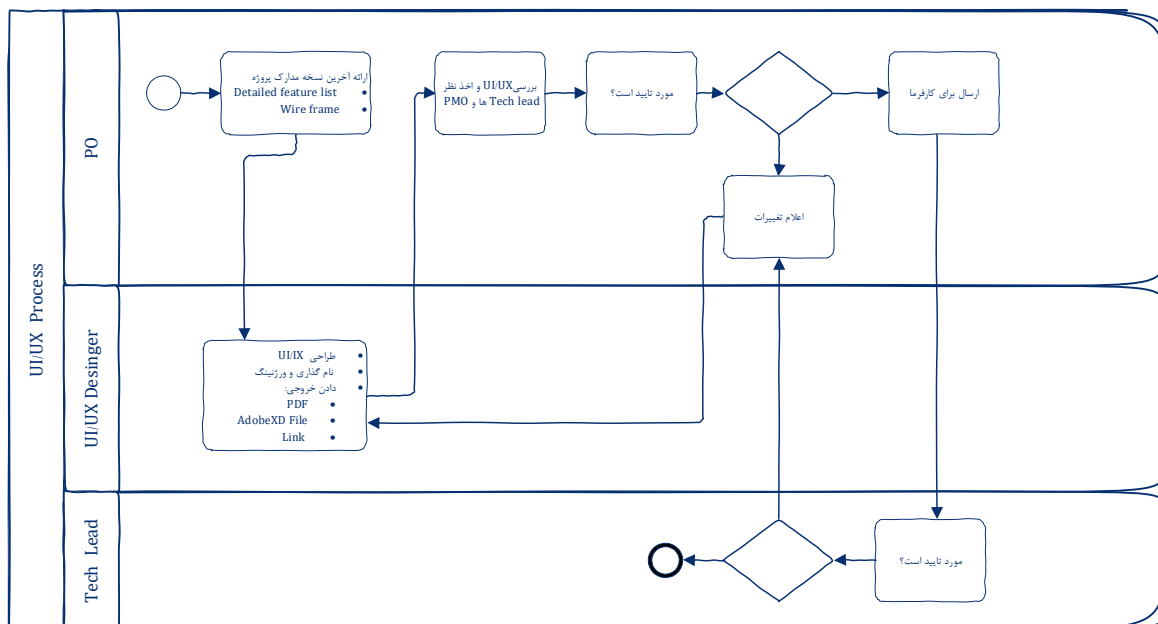 UI/UX Process
PO
ارائه آخرین نسخه مدارک پروژه
Detailed feature list
Wire frame
بررسی UI/UX و اخذ نظر
Tech lead ها و PMO
مورد تایید است؟
ارسال برای کارفرما
اعلام تغییرات
UI/UX Desinger
طراحی UI/IX
نام گذاری و ورژنینگ
دادن خروجی:
PDF
AdobeXD File
Link
Tech Lead
مورد تایید است؟